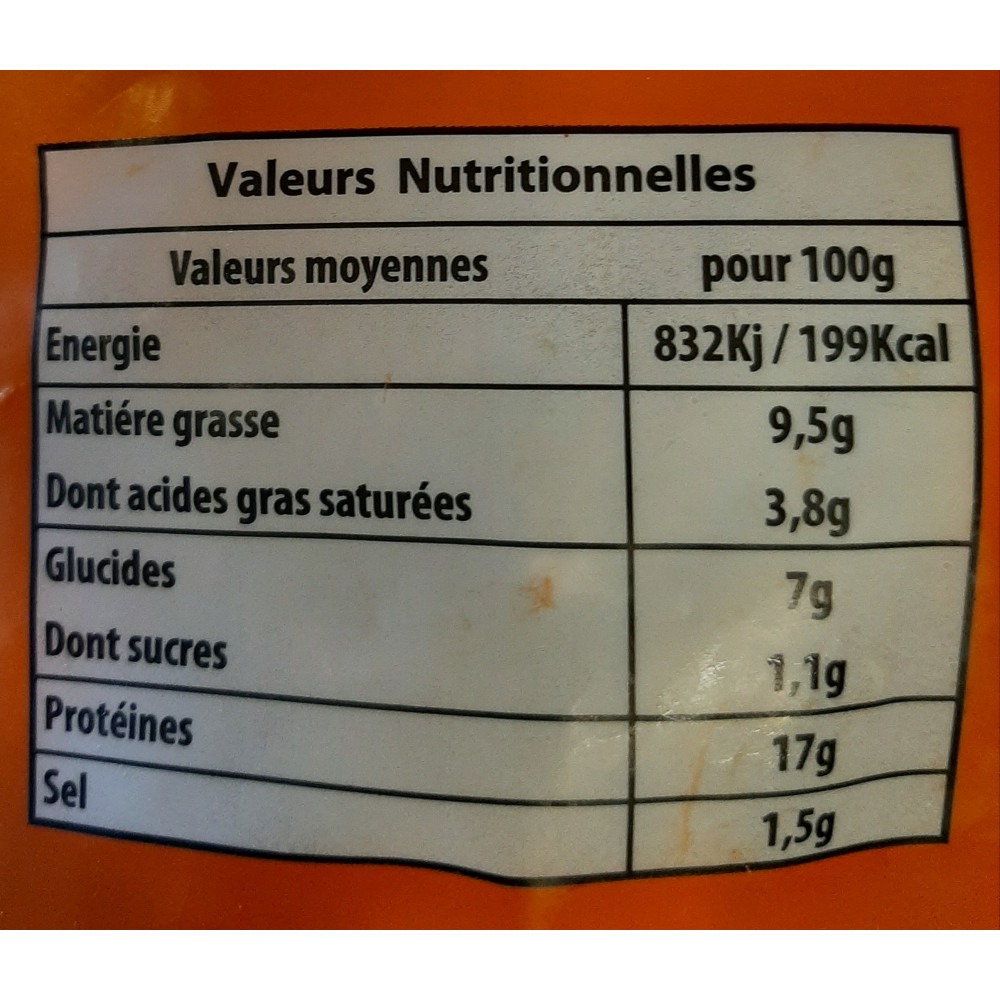 Valeurs Nutritionnelles
Valeurs moyennes pour 100g
Energie 832Kj / 199Kcal
Matiére grasse 9,5g
Dont acides gras saturées 3,8g
Glucides 7g
Dont sucres 1,1g
Protéines 17g
Sel 1,5g